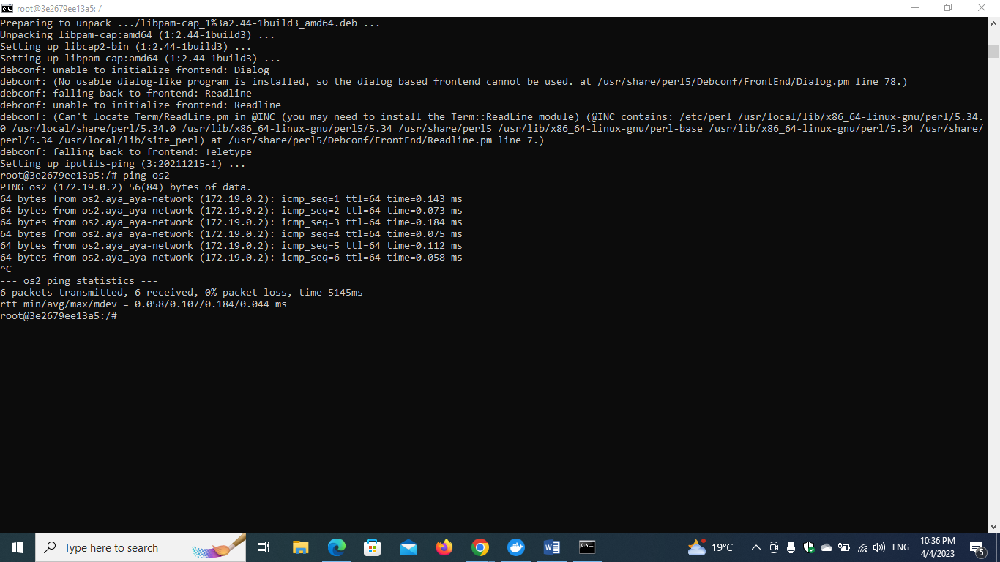 root@3e2679ee13a5: /
Preparing to unpack .../libpam-cap_1%3a2.44-1build3_amd64.deb ...
Unpacking libpam-cap:amd64 (1:2.44-1build3) ...
Setting up libcap2-bin (1:2.44-1build3) ...
Setting up libpam-cap:amd64 (1:2.44-1build3) ...
debconf: unable to initialize frontend: Dialog
debconf: (No usable dialog-like program is installed, so the dialog based frontend cannot be used. at /usr/share/perl5/Debconf/FrontEnd/Dialog.pm line 78.)
debconf: falling back to frontend: Readline
debconf: unable to initialize frontend: Readline
debconf: (Can't locate Term/ReadLine.pm in @INC (you may need to install the Term::ReadLine module) (@INC contains: /etc/perl /usr/local/lib/x86_64-linux-gnu/perl/5.34.
0 /usr/local/share/perl/5.34.0 /usr/lib/x86_64-linux-gnu/perl5/5.34 /usr/share/perl5 /usr/lib/x86_64-linux-gnu/perl-base /usr/lib/x86_64-linux-gnu/perl/5.34 /usr/share/
perl/5.34 /usr/local/lib/site_perl) at /usr/share/perl5/Debconf/FrontEnd/Readline.pm line 7.)
debconf: falling back to frontend: Teletype
Setting up iputils-ping (3:20211215-1) ...
root@3e2679ee13a5:/# ping os2
PING os2 (172.19.0.2) 56(84) bytes of data.
64 bytes from os2.aya_aya-network (172.19.0.2): icmp_seq=1 ttl=64 time=0.143 ms
64 bytes from os2.aya_aya-network (172.19.0.2): icmp_seq=2 ttl=64 time=0.073 ms
64 bytes from os2.aya_aya-network (172.19.0.2): icmp_seq=3 ttl=64 time=0.184 ms
64 bytes from os2.aya_aya-network (172.19.0.2): icmp_seq=4 ttl=64 time=0.075 ms
64 bytes from os2.aya_aya-network (172.19.0.2): icmp_seq=5 ttl=64 time=0.112 ms
64 bytes from os2.aya_aya-network (172.19.0.2): icmp_seq=6 ttl=64 time=0.058 ms
^C
--- os2 ping statistics ---
6 packets transmitted, 6 received, 0% packet loss, time 5145ms
rtt min/avg/max/mdev = 0.058/0.107/0.184/0.044 ms
root@3e2679ee13a5:/#
Type here to search
19°C
ENG
10:36 PM
4/4/2023
5